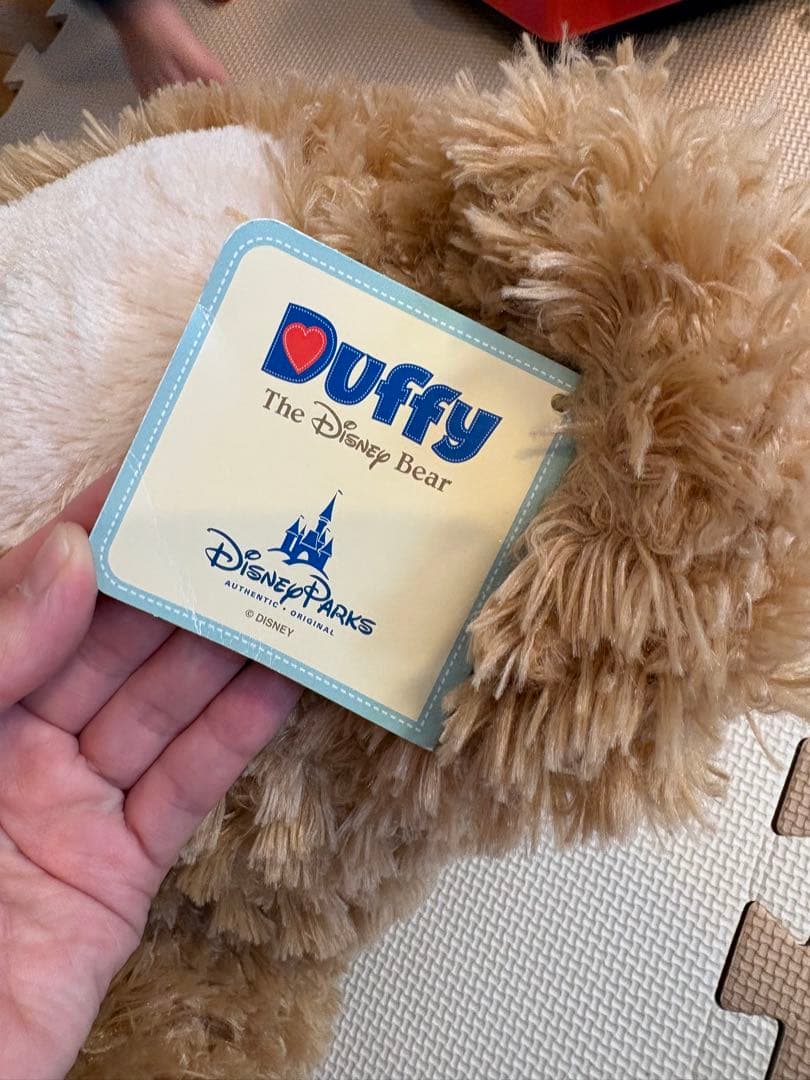 Duffy
The Disney Bear
Disney Parks
AUTHENTIC • ORIGINAL
© DISNEY